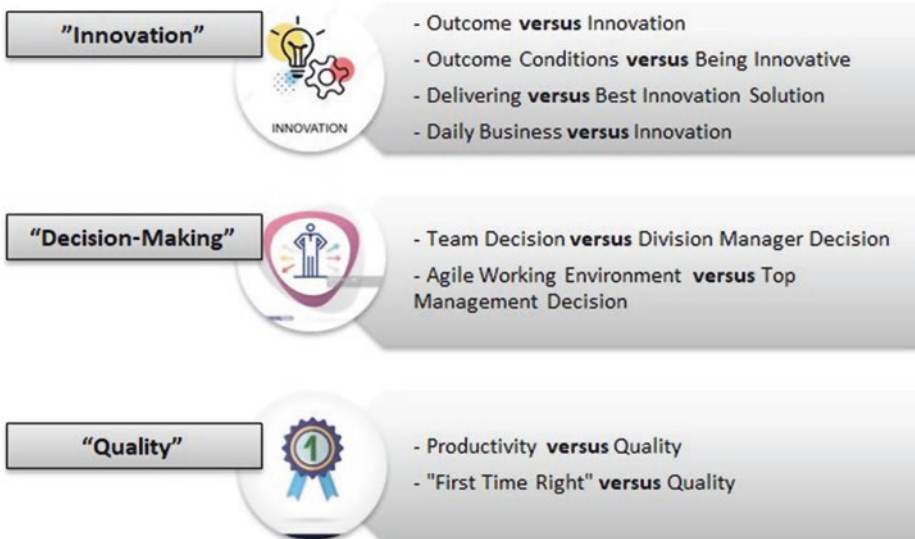 ”Innovation”
INNOVATION
- Outcome versus Innovation
- Outcome Conditions versus Being Innovative
- Delivering versus Best Innovation Solution
- Daily Business versus Innovation
“Decision-Making”
- Team Decision versus Division Manager Decision
- Agile Working Environment versus Top
Management Decision
“Quality”
1
- Productivity versus Quality
- "First Time Right" versus Quality